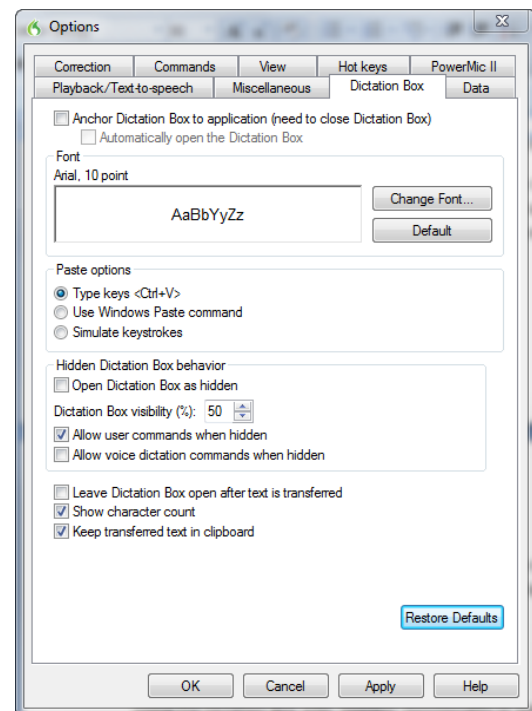 Options
Correction Commands View Hot keys PowerMic II
Playback/Text-to-speech Miscellaneous Dictation Box Data
Anchor Dictation Box to application (need to close Dictation Box)
Automatically open the Dictation Box
Font
Arial, 10 point
AaBbYyZz
Change Font...
Default
Paste options
Type keys <Ctrl+V>
Use Windows Paste command
Simulate keystrokes
Hidden Dictation Box behavior
Open Dictation Box as hidden
Dictation Box visibility (%): 50
Allow user commands when hidden
Allow voice dictation commands when hidden
Leave Dictation Box open after text is transferred
Show character count
Keep transferred text in clipboard
Restore Defaults
OK Cancel Apply Help